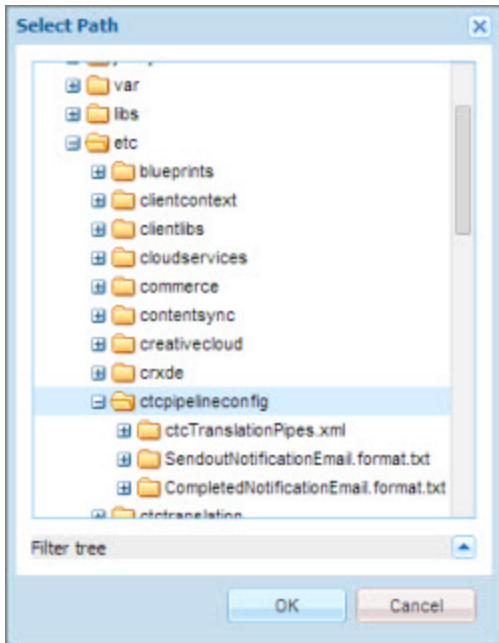 Select Path
var
libs
etc
blueprints
clientcontext
clientlibs
cloudservices
commerce
contentsync
creativecloud
crxde
ctcpipelineconfig
ctcTranslationPipes.xml
SendoutNotificationEmail.format.txt
CompletedNotificationEmail.format.txt
ctctranslation
Filter tree
OK Cancel